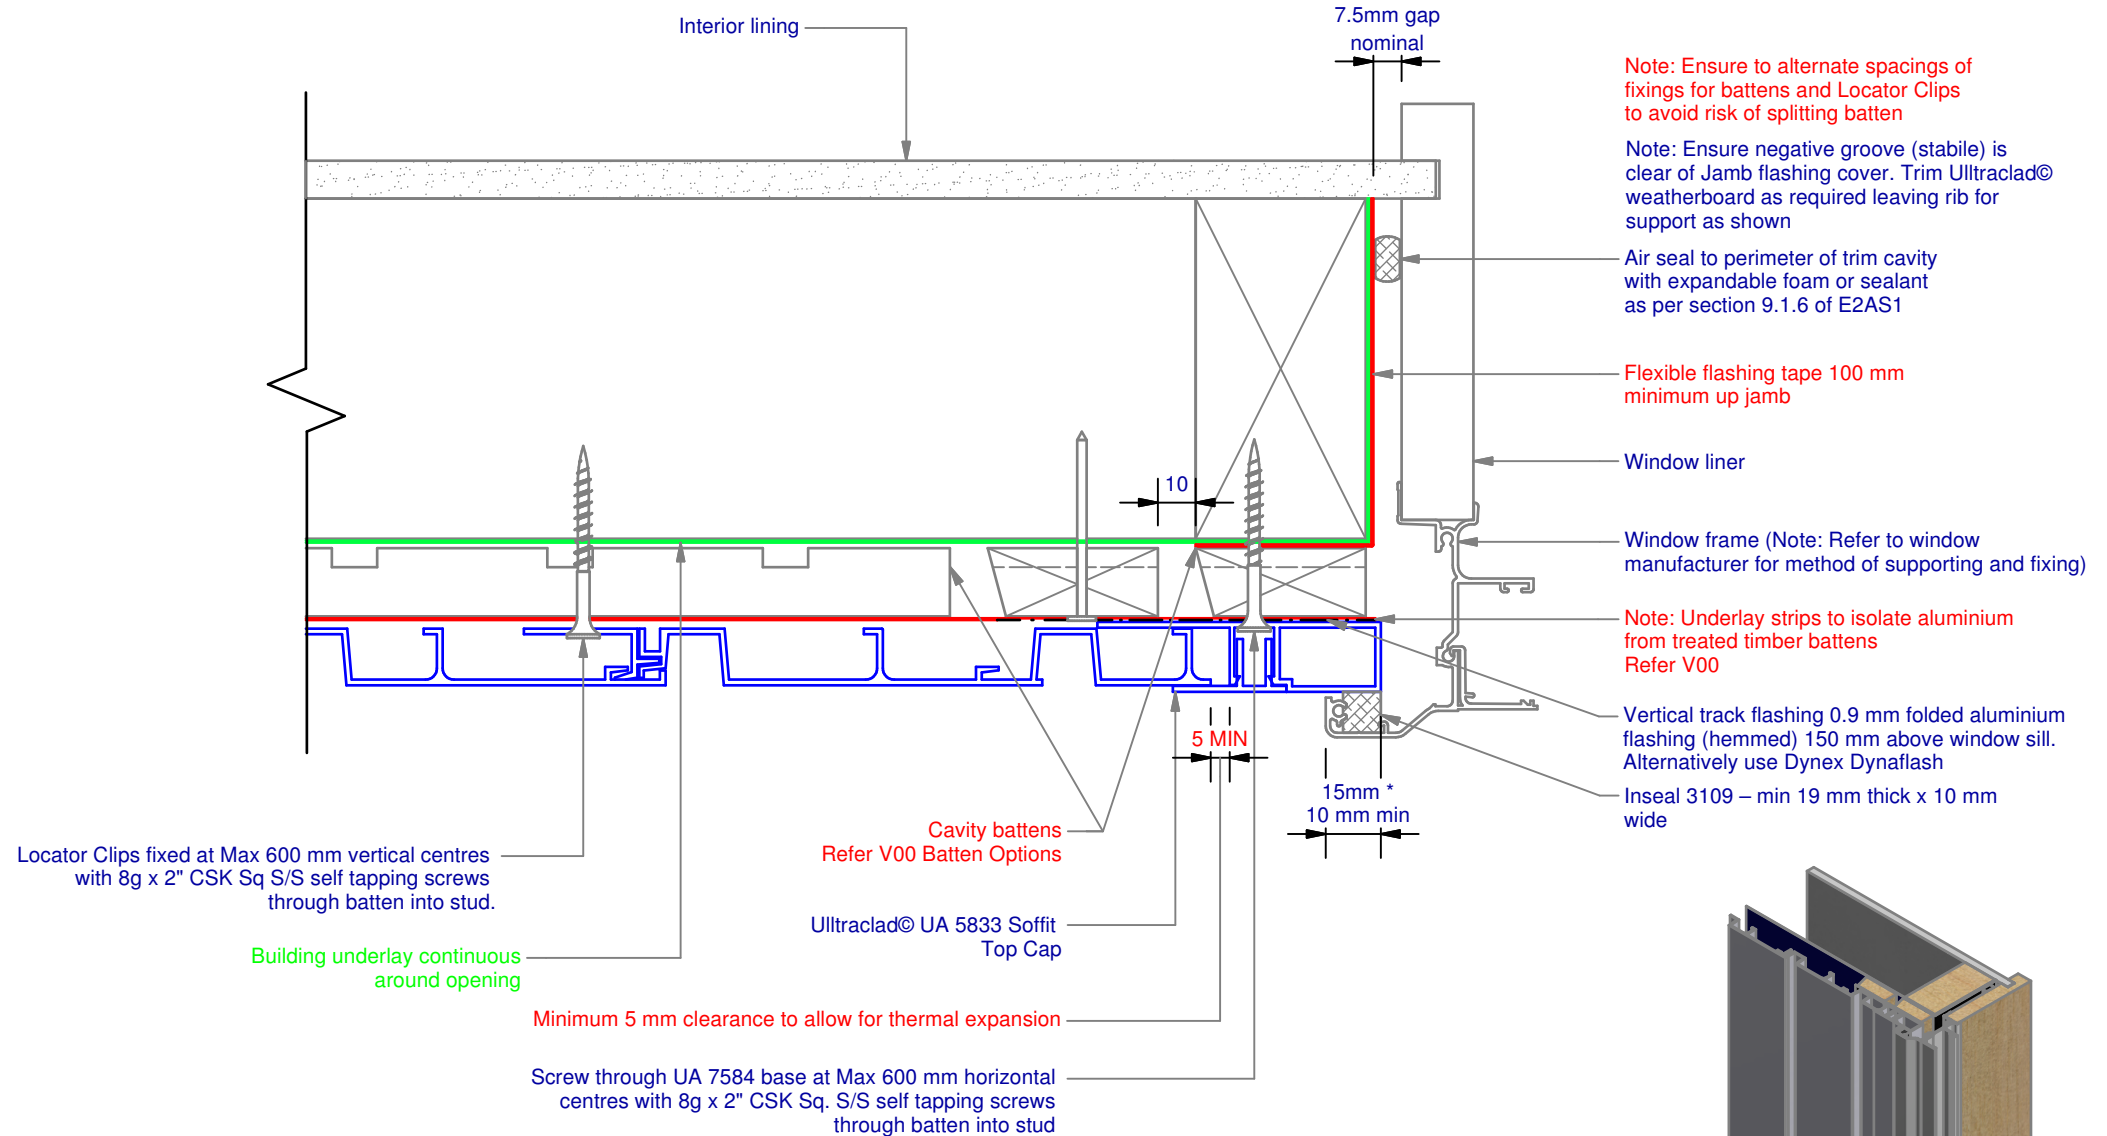 Interior lining
7.5mm gap
nominal
Note: Ensure to alternate spacings of
fixings for battens and Locator Clips
to avoid risk of splitting batten
Note: Ensure negative groove (stabile) is
clear of Jamb flashing cover. Trim Ulltraclad©
weatherboard as required leaving rib for
support as shown
Air seal to perimeter of trim cavity
with expandable foam or sealant
as per section 9.1.6 of E2AS1
Flexible flashing tape 100 mm
minimum up jamb
Window liner
10
Window frame (Note: Refer to window
manufacturer for method of supporting and fixing)
Note: Underlay strips to isolate aluminium
from treated timber battens
Refer V00
Vertical track flashing 0.9 mm folded aluminium
flashing (hemmed) 150 mm above window sill.
Alternatively use Dynex Dynaflash
5 MIN
15mm *
10 mm min
Inseal 3109 – min 19 mm thick x 10 mm
wide
Cavity battens
Refer V00 Batten Options
Locator Clips fixed at Max 600 mm vertical centres
with 8g x 2" CSK Sq S/S self tapping screws
through batten into stud.
Ulltraclad© UA 5833 Soffit
Top Cap
Building underlay continuous
around opening
Minimum 5 mm clearance to allow for thermal expansion
Screw through UA 7584 base at Max 600 mm horizontal
centres with 8g x 2" CSK Sq. S/S self tapping screws
through batten into stud